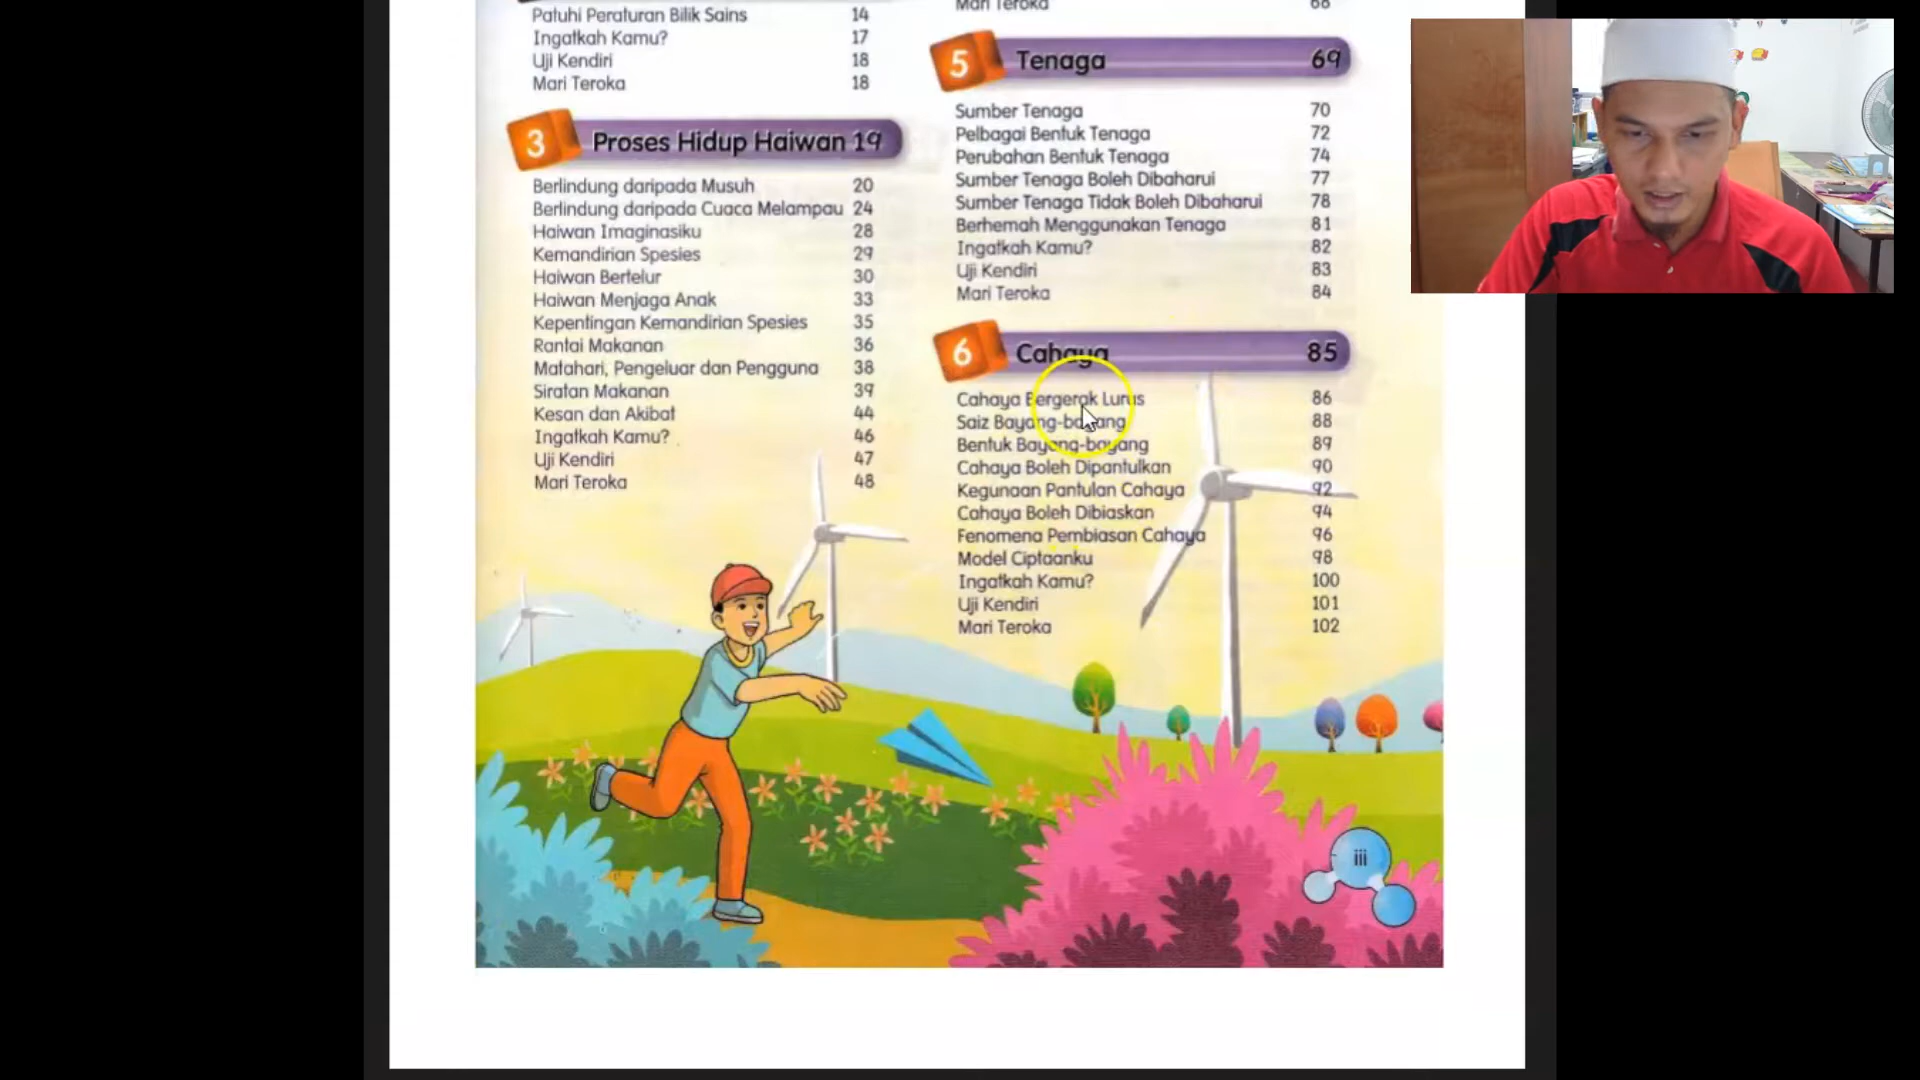 Patuhi Peraturan Bilik Sains 14
Ingatkah Kamu? 17
Uji Kendiri 18
Mari Teroka 18
3 Proses Hidup Haiwan 19
Berlindung daripada Musuh 20
Berlindung daripada Cuaca Melampau 24
Haiwan Imaginasiku 28
Kemandirian Spesies 29
Haiwan Bertelur 30
Haiwan Menjaga Anak 33
Kepentingan Kemandirian Spesies 35
Rantai Makanan 36
Matahari, Pengeluar dan Pengguna 38
Siratan Makanan 39
Kesan dan Akibat 44
Ingatkah Kamu? 46
Uji Kendiri 47
Mari Teroka 48
Mari Teroka 68
5 Tenaga 69
Sumber Tenaga 70
Pelbagai Bentuk Tenaga 72
Perubahan Bentuk Tenaga 74
Sumber Tenaga Boleh Dibaharui 77
Sumber Tenaga Tidak Boleh Dibaharui 78
Berhemah Menggunakan Tenaga 81
Ingatkah Kamu? 82
Uji Kendiri 83
Mari Teroka 84
6 Cahaya 85
Cahaya Bergerak Lurus 86
Saiz Bayang-bayang 88
Bentuk Bayang-bayang 89
Cahaya Boleh Dipantulkan 90
Kegunaan Pantulan Cahaya 92
Cahaya Boleh Dibiaskan 94
Fenomena Pembiasan Cahaya 96
Model Ciptaanku 98
Ingatkah Kamu? 100
Uji Kendiri 101
Mari Teroka 102
iii